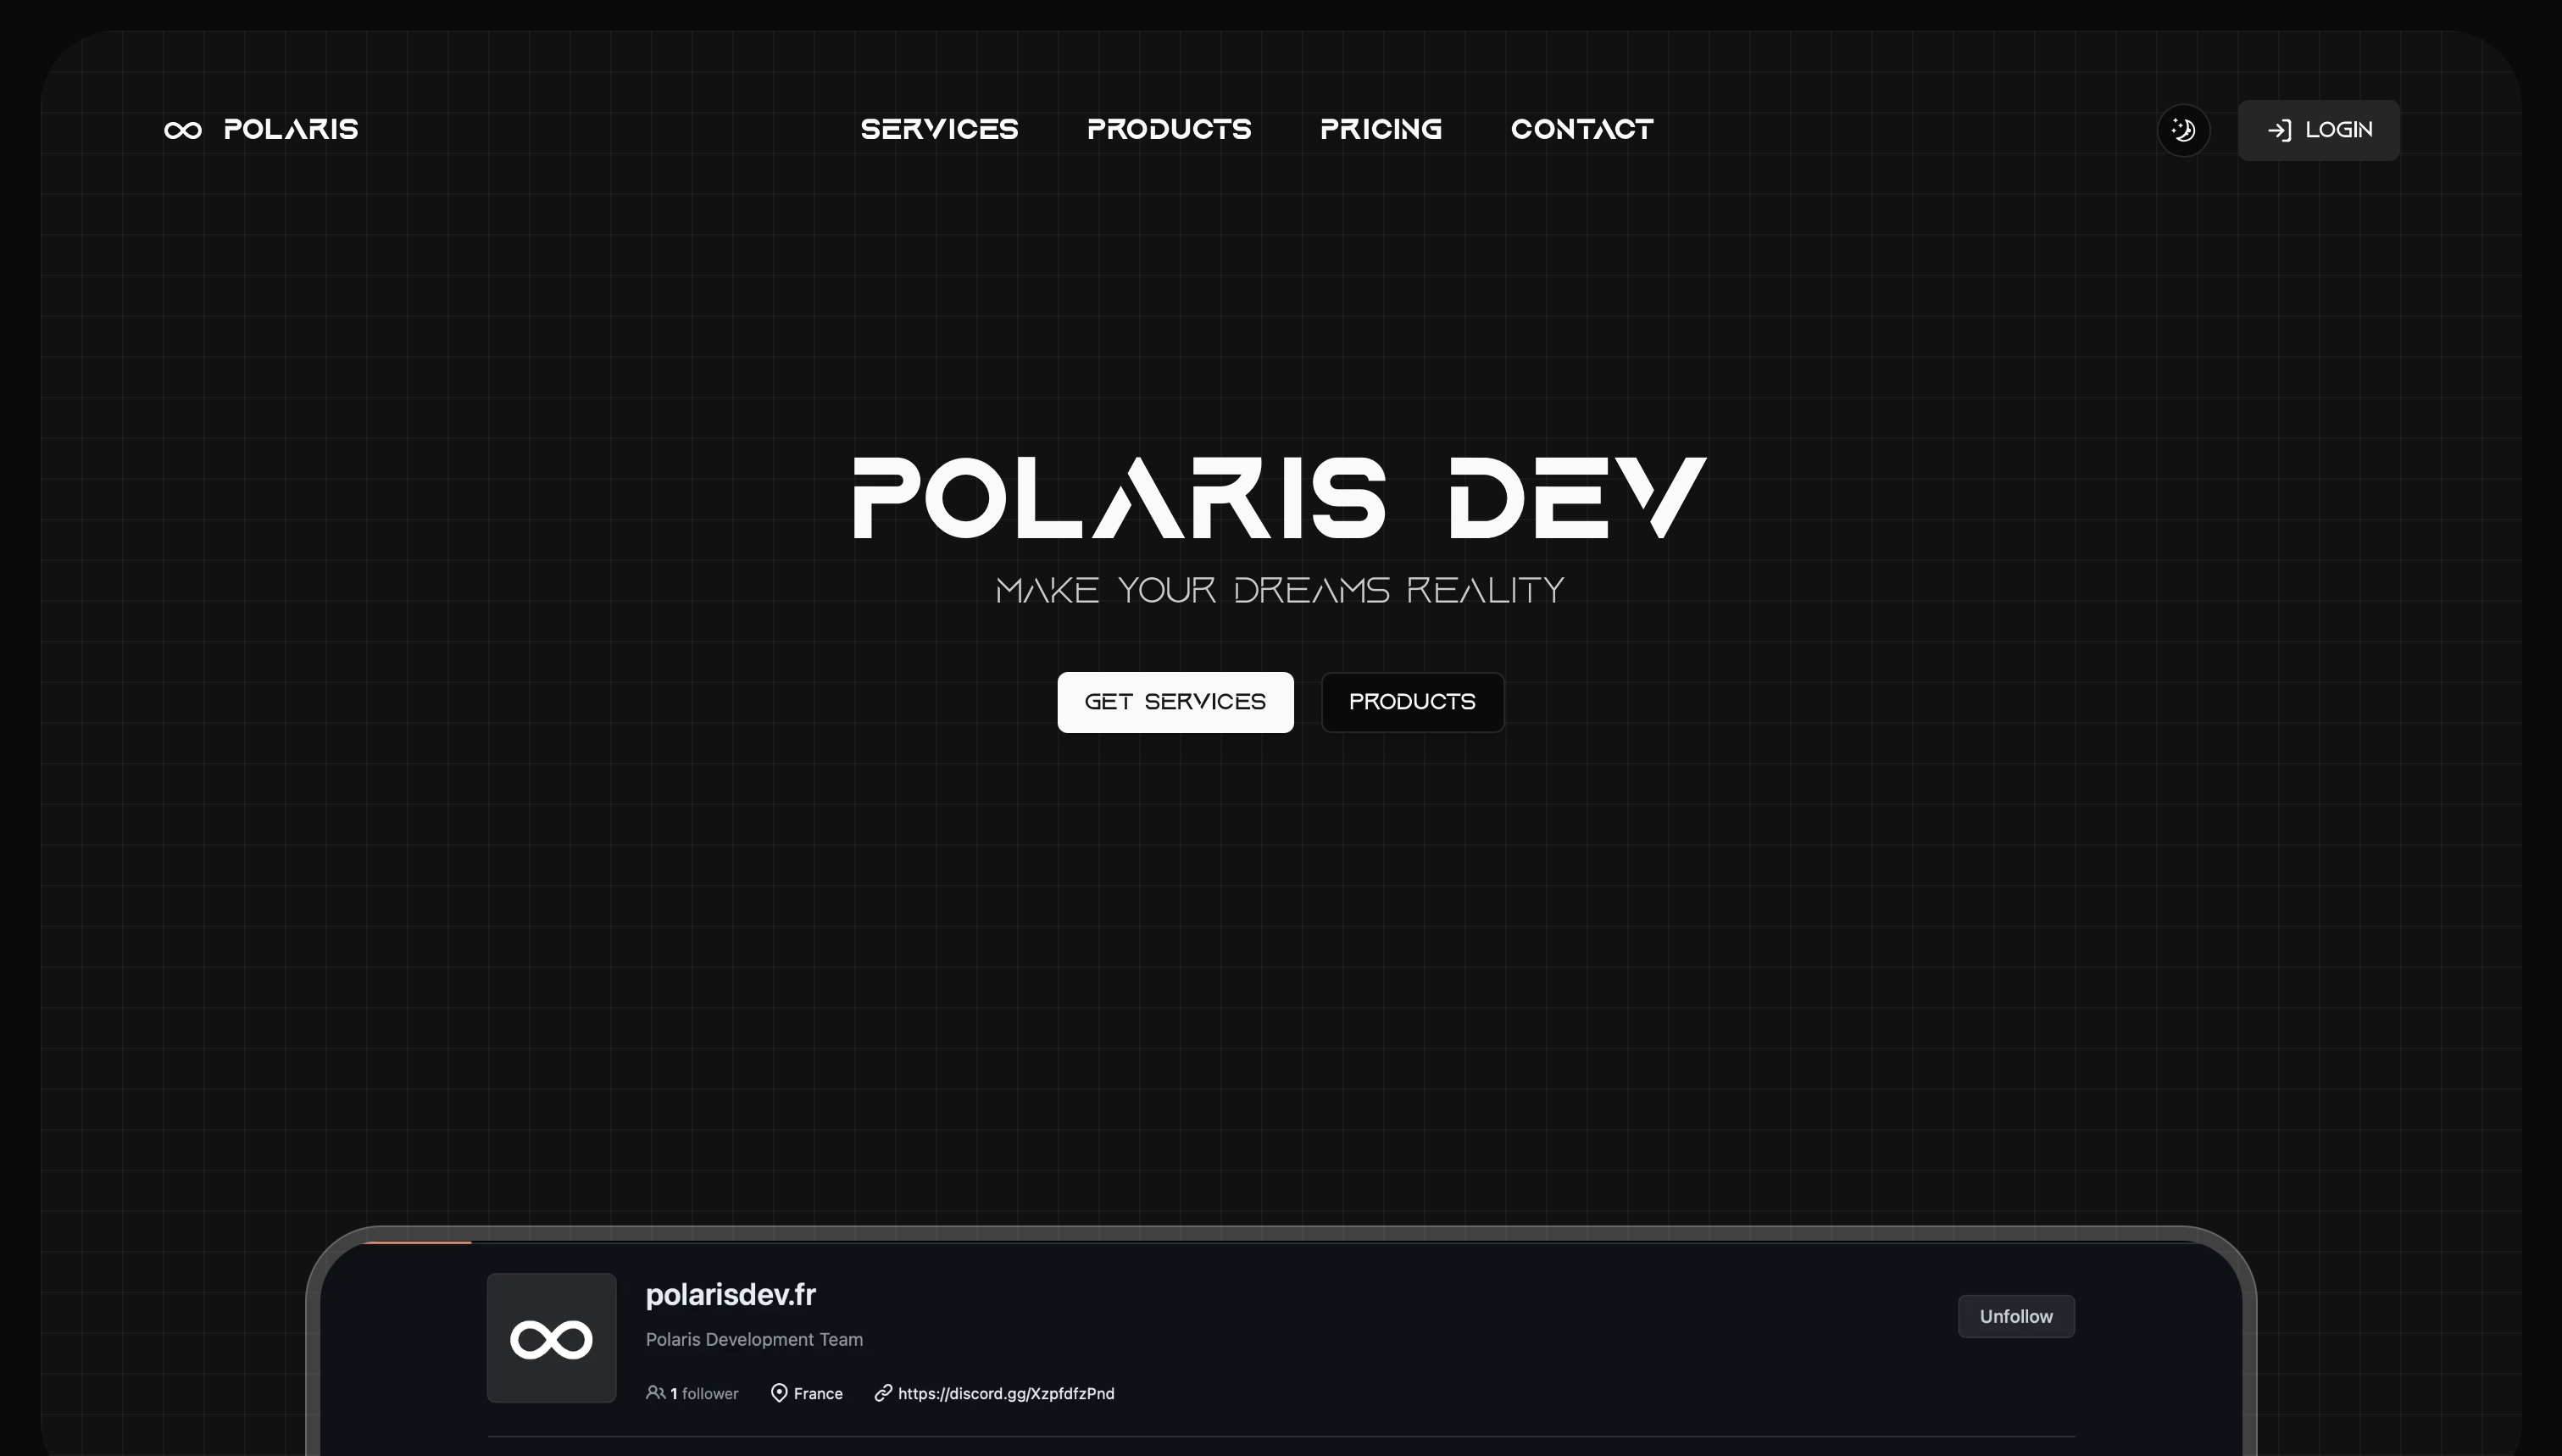 POLARIS
SERVICES PRODUCTS PRICING CONTACT
LOGIN
POLARIS DEV
MAKE YOUR DREAMS REALITY
GET SERVICES PRODUCTS
polarisdev.fr
Unfollow
Polaris Development Team
1 follower France https://discord.gg/XzpfdfzPnd